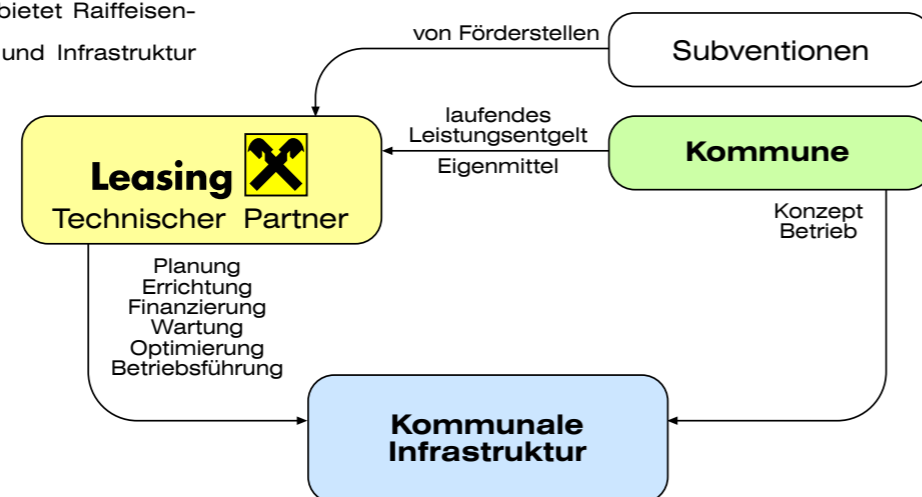 bietet Raiffeisen-
und Infrastruktur
von Förderstellen
Subventionen
laufendes
Leistungsentgelt
Eigenmittel
Kommune
Leasing
Technischer Partner
Konzept
Betrieb
Planung
Errichtung
Finanzierung
Wartung
Optimierung
Betriebsführung
Kommunale
Infrastruktur